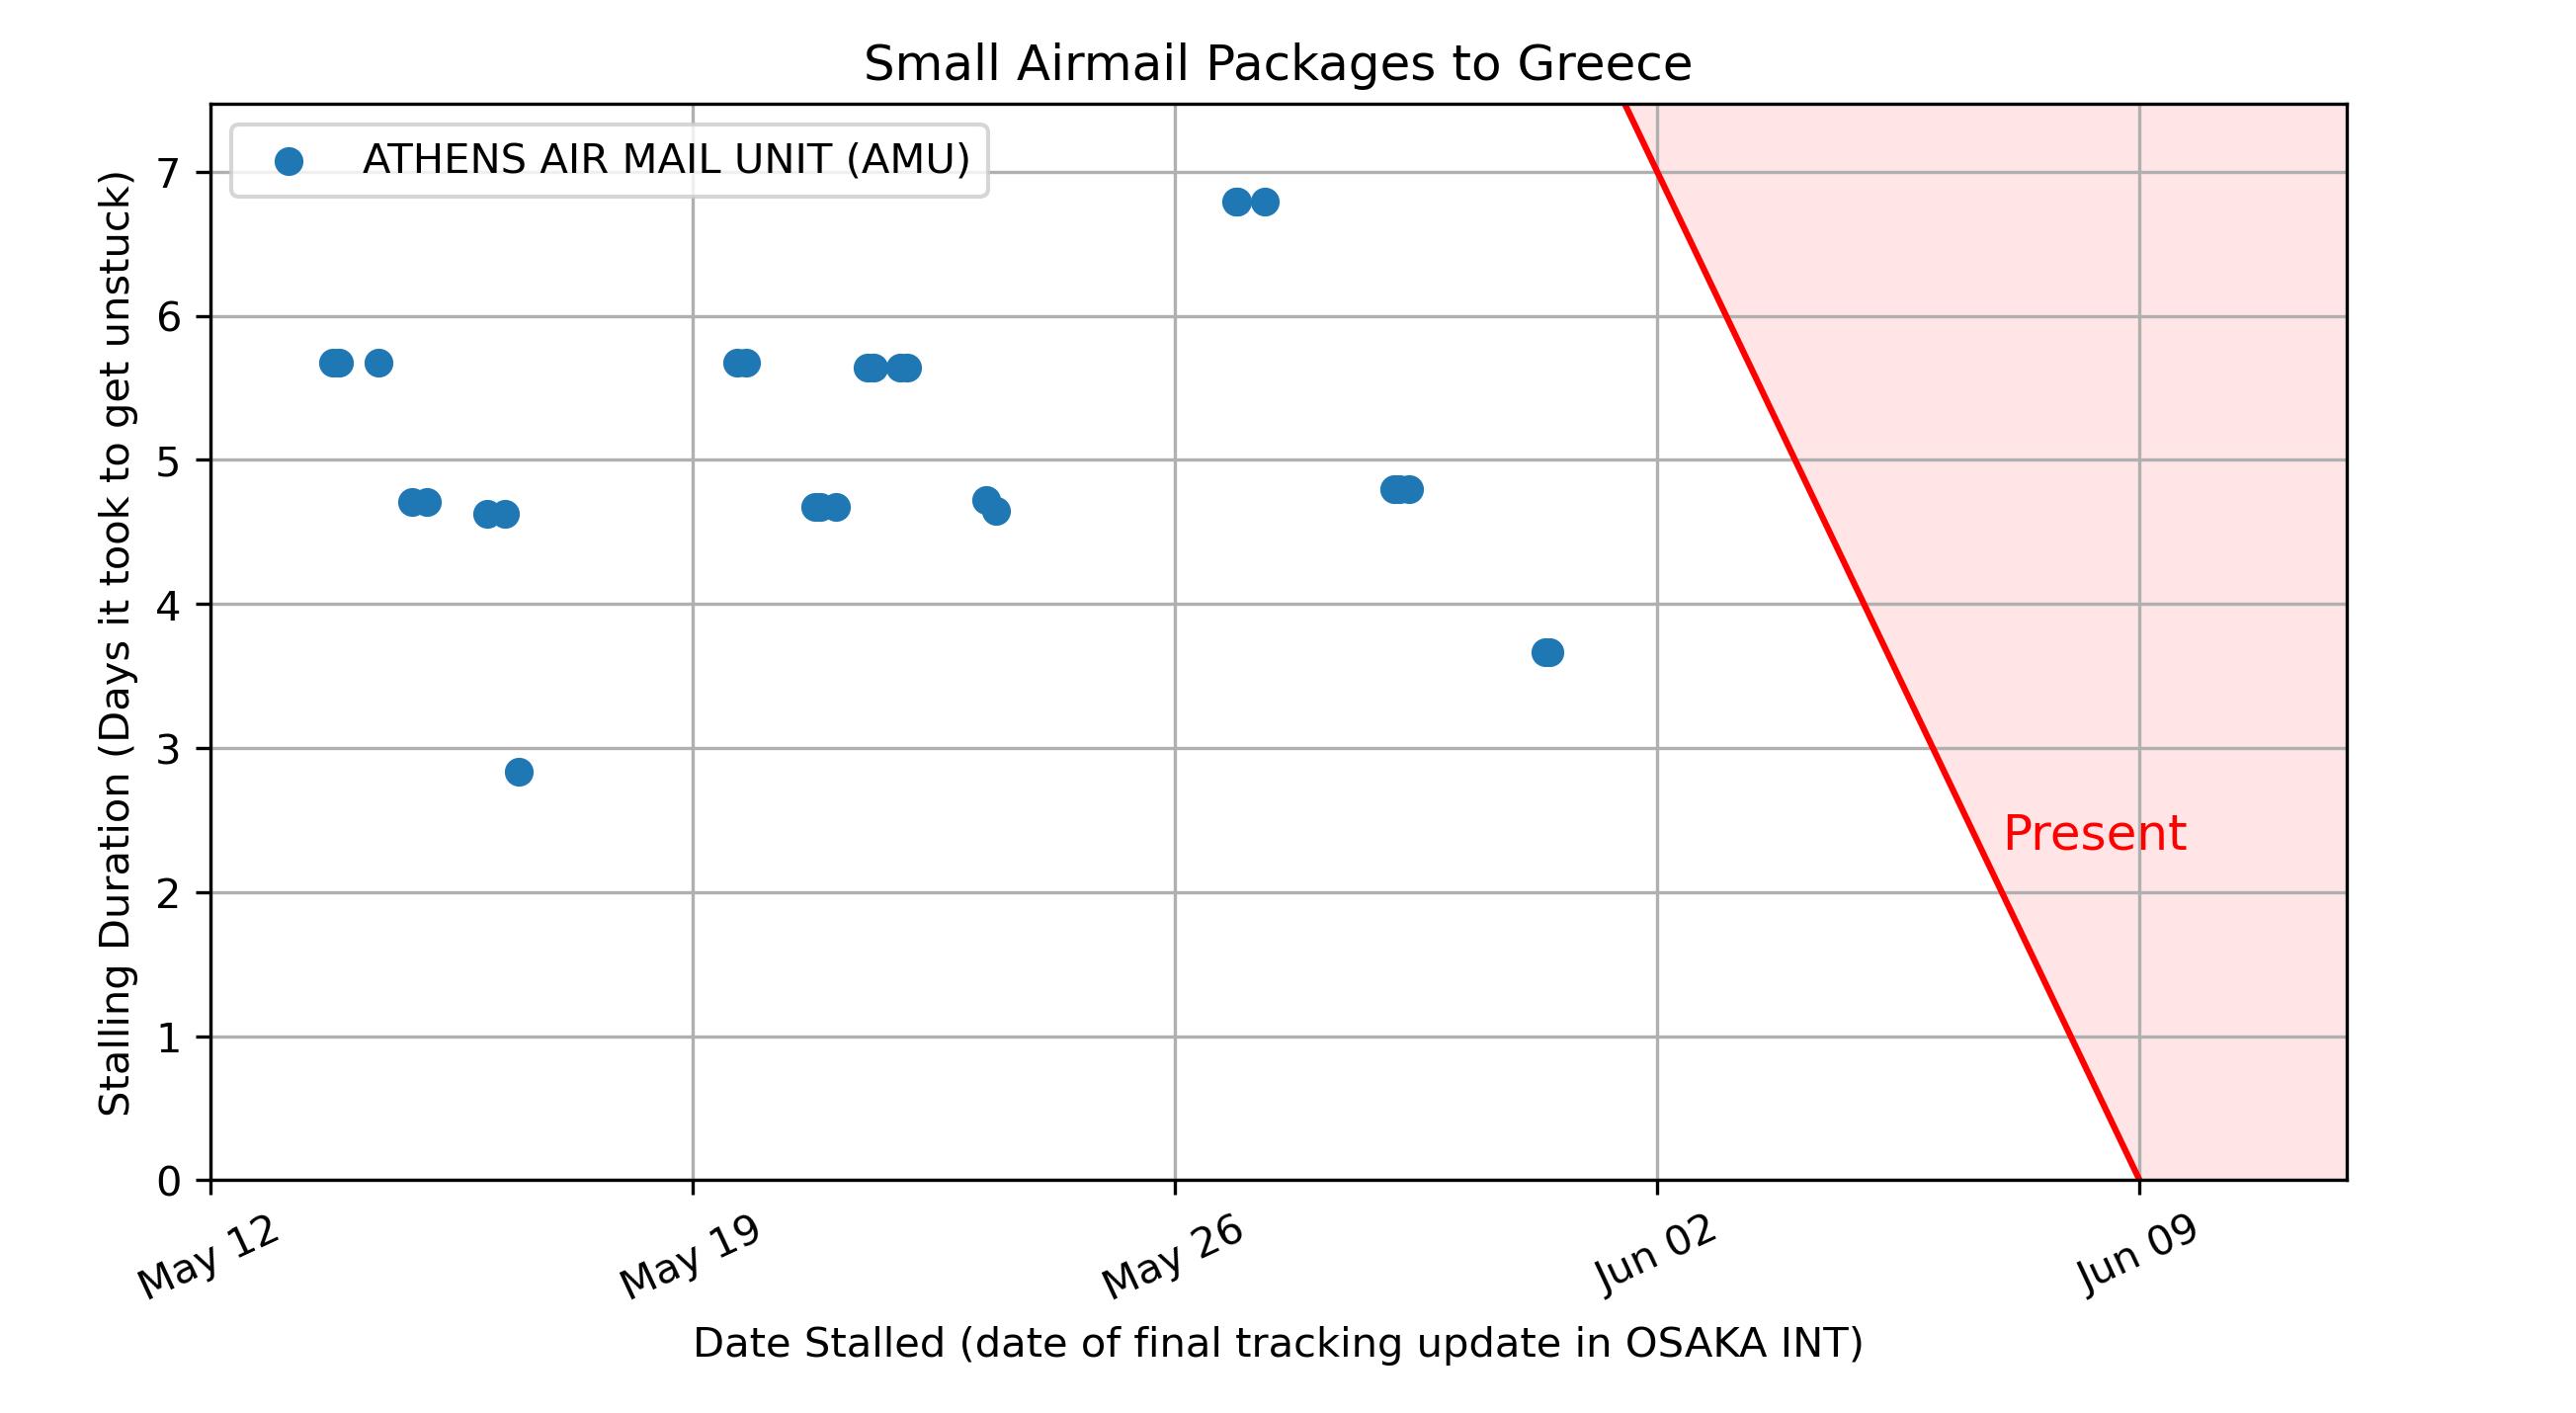 Small Airmail Packages to Greece
ATHENS AIR MAIL UNIT (AMU)
Stalling Duration (Days it took to get unstuck)
7
6
5
4
3
2
1
0
Present
May 12
May 19
May 26
Jun 02
Jun 09
Date Stalled (date of final tracking update in OSAKA INT)